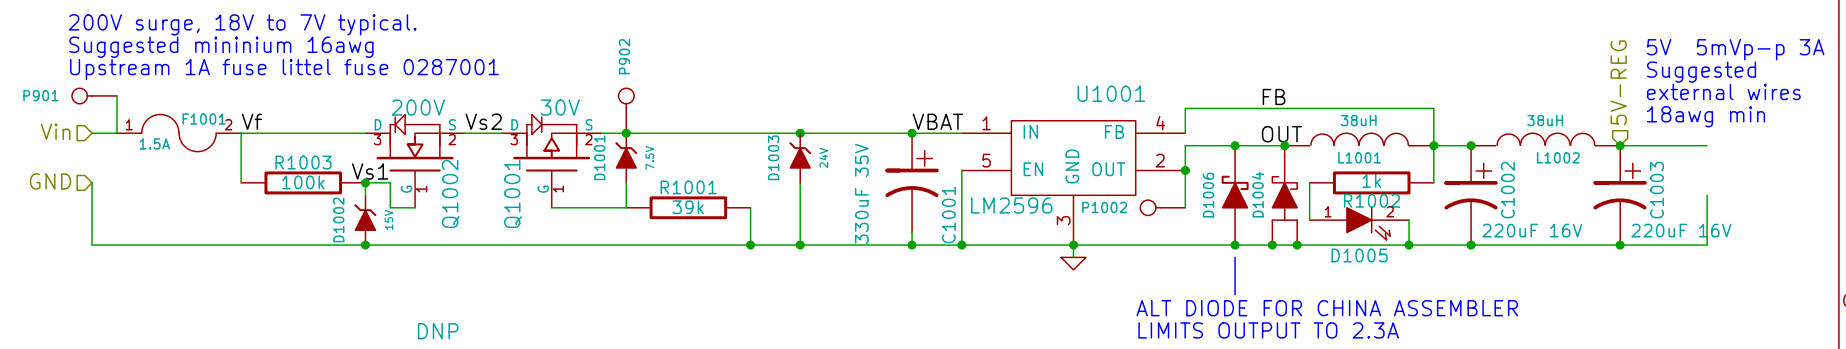 200V surge, 18V to 7V typical.
Suggested mininium 16awg
Upstream 1A fuse littel fuse 0287001
P901
Vin
GND
1
2
F1001
1.5A
Vf
R1003
100k
Vs1
D1002
15V
200V
D
S
3
2
G
1
Q1002
Vs2
30V
D
S
3
2
G
1
Q1001
P902
D1001
7.5V
R1001
39k
D1003
24V
VBAT
330uF 35V
C1001
U1001
1
IN
FB
4
5
EN
GND
OUT
2
3
LM2596
P1002
FB
OUT
D1006
D1004
38uH
L1001
1k
R1002
1
2
D1005
38uH
L1002
C1002
220uF 16V
C1003
220uF 16V
5V-REG
5V 5mVp-p 3A
Suggested
external wires
18awg min
ALT DIODE FOR CHINA ASSEMBLER
LIMITS OUTPUT TO 2.3A
DNP